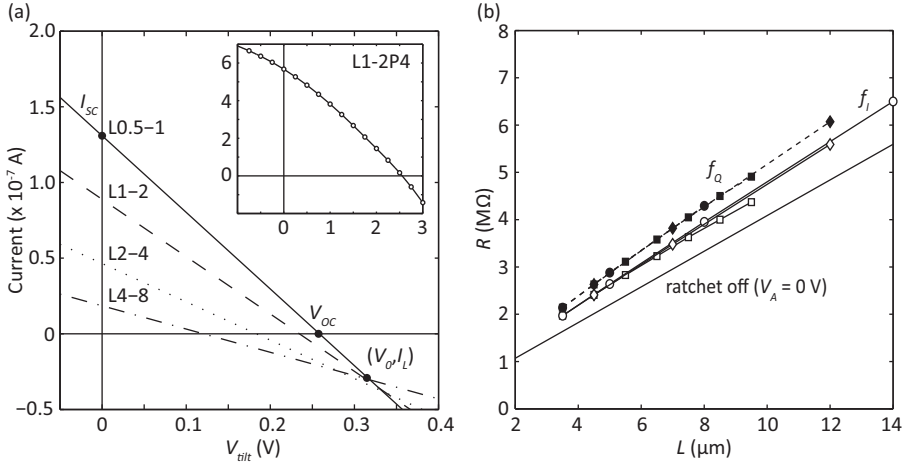 (a)
2.0
1.5
1.0
0.5
0
−0.5
Current (x 10⁻⁷ A)
I_SC
L0.5−1
L1−2
L2−4
L4−8
V_OC
(V_0,I_L)
0 0.1 0.2 0.3 0.4
V_tilt (V)
L1-2P4
6
4
2
0
0 1 2 3
(b)
8
7
6
5
4
3
2
1
0
R (MΩ)
f_I
f_Q
ratchet off (V_A = 0 V)
2 4 6 8 10 12 14
L (μm)